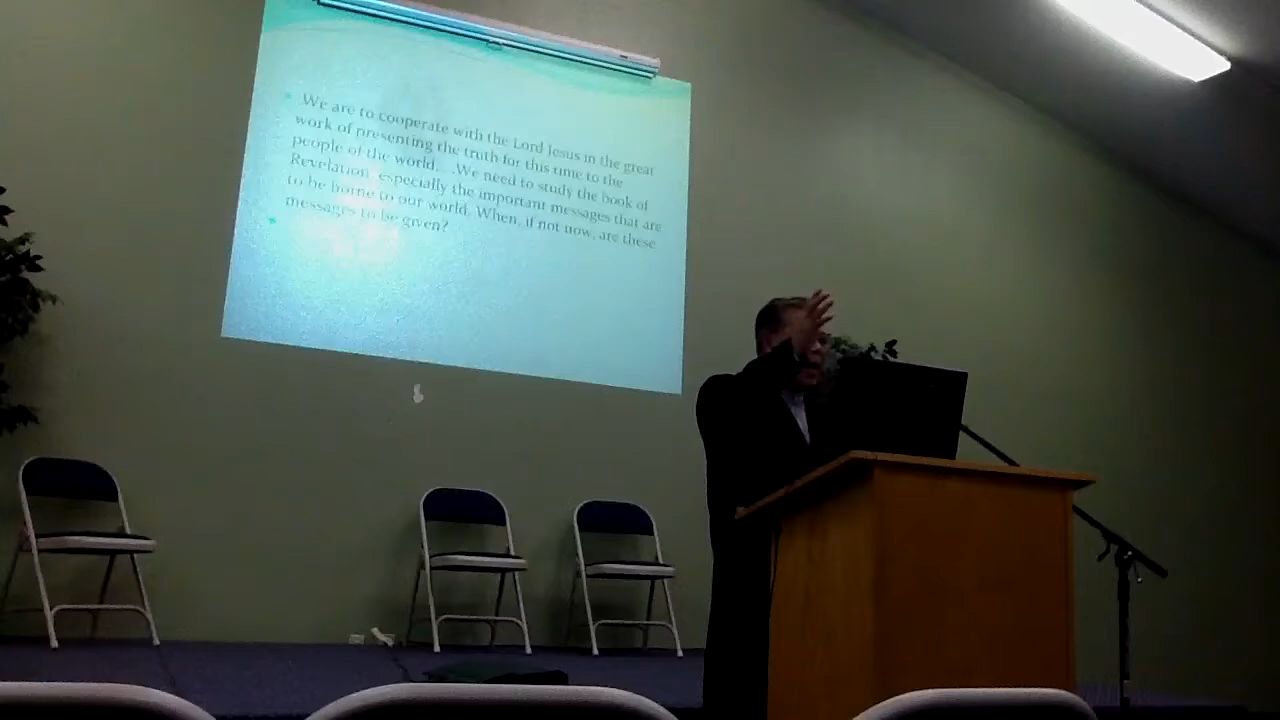 We are to cooperate with the Lord Jesus in the great
work of presenting the truth for this time to the
people of the world. . . .We need to study the book of
Revelation, especially the important messages that are
to be borne to our world. When, if not now, are these
messages to be given?